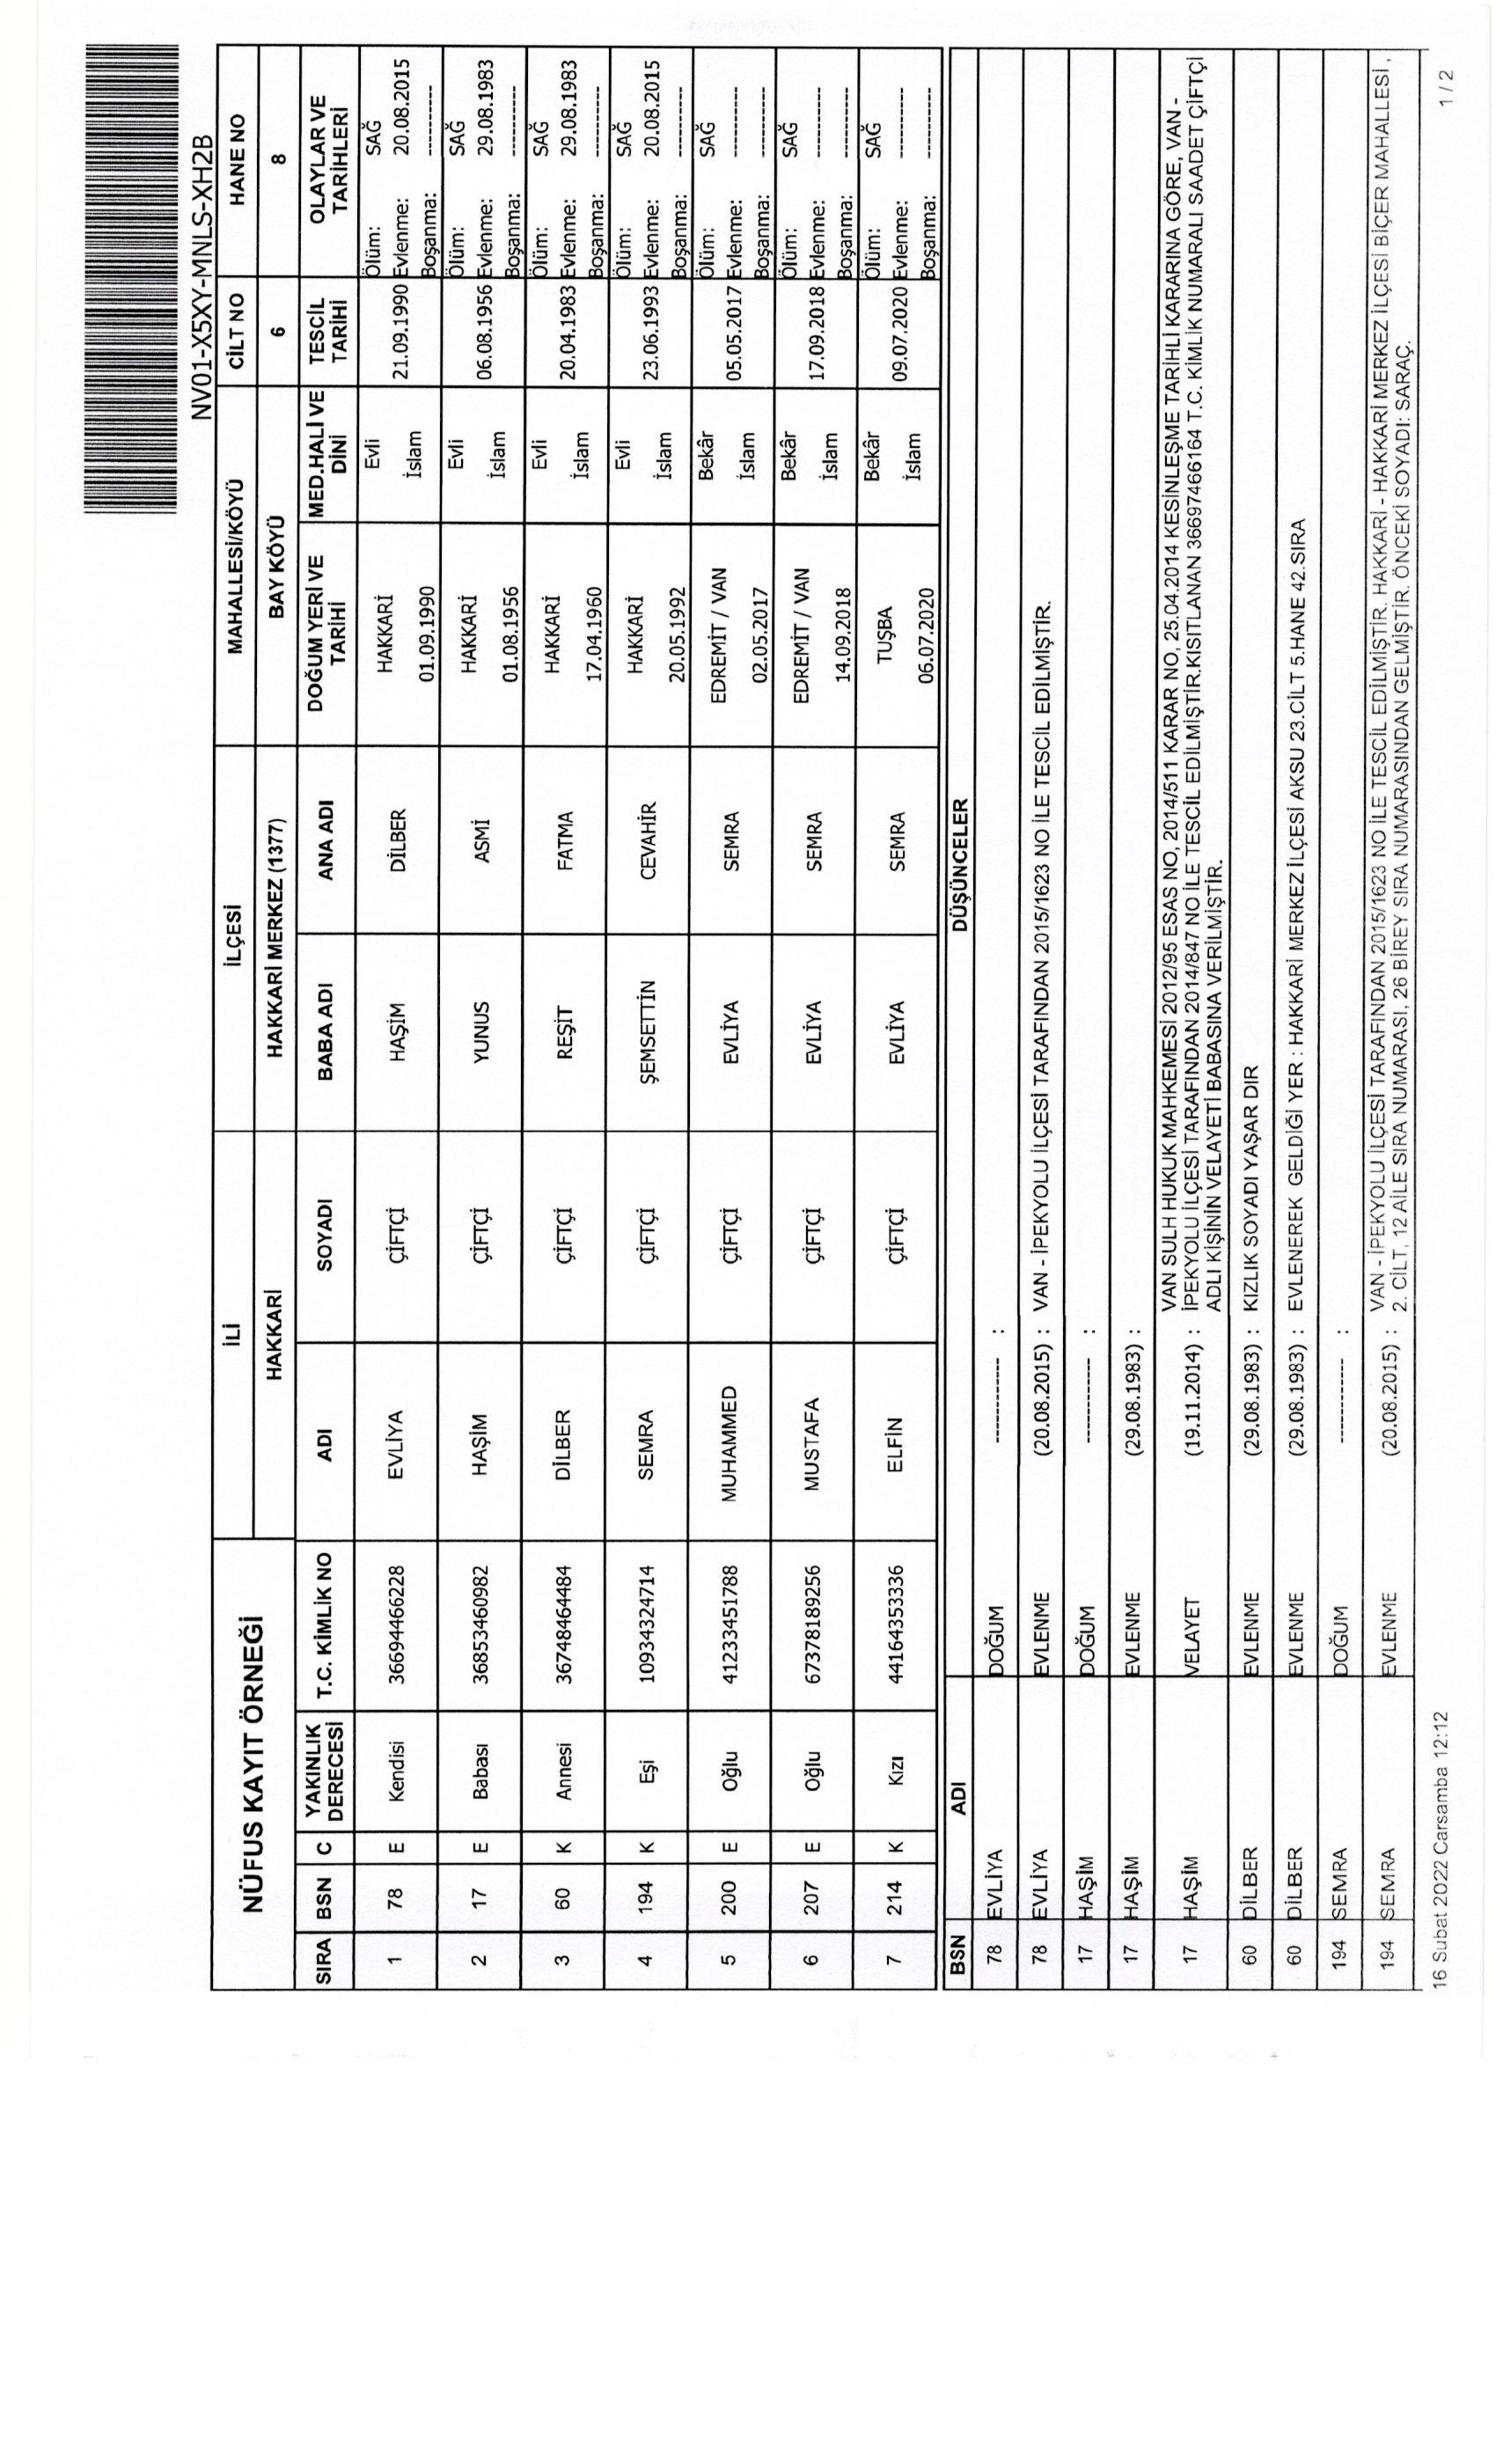 NV01-X5XY-MNLS-XH2B
NÜFUS KAYIT ÖRNEĞİ İLİ İLÇESİ MAHALLESİ/KÖYÜ CİLT NO HANE NO
HAKKARİ HAKKARİ MERKEZ (1377) BAY KÖYÜ 6 8
SIRA BSN C YAKINLIK DERECESİ T.C. KİMLİK NO ADI SOYADI BABA ADI ANA ADI DOĞUM YERİ VE TARİHİ MED.HALİ VE DİNİ TESCİL TARİHİ OLAYLAR VE TARİHLERİ
1 78 E Kendisi 36694466228 EVLİYA ÇİFTÇİ HAŞİM DİLBER HAKKARİ 01.09.1990 Evli İslam 21.09.1990 Ölüm: SAĞ Evlenme: 20.08.2015 Boşanma: ----------
2 17 E Babası 36853460982 HAŞİM ÇİFTÇİ YUNUS ASMİ HAKKARİ 01.08.1956 Evli İslam 06.08.1956 Ölüm: SAĞ Evlenme: 29.08.1983 Boşanma: ----------
3 60 K Annesi 36748464484 DİLBER ÇİFTÇİ REŞİT FATMA HAKKARİ 17.04.1960 Evli İslam 20.04.1983 Ölüm: SAĞ Evlenme: 29.08.1983 Boşanma: ----------
4 194 K Eşi 10934324714 SEMRA ÇİFTÇİ ŞEMSETTİN CEVAHİR HAKKARİ 20.05.1992 Evli İslam 23.06.1993 Ölüm: SAĞ Evlenme: 20.08.2015 Boşanma: ----------
5 200 E Oğlu 41233451788 MUHAMMED ÇİFTÇİ EVLİYA SEMRA EDREMİT / VAN 02.05.2017 Bekâr İslam 05.05.2017 Ölüm: SAĞ Evlenme: ---------- Boşanma: ----------
6 207 E Oğlu 67378189256 MUSTAFA ÇİFTÇİ EVLİYA SEMRA EDREMİT / VAN 14.09.2018 Bekâr İslam 17.09.2018 Ölüm: SAĞ Evlenme: ---------- Boşanma: ----------
7 214 K Kızı 44164353336 ELFİN ÇİFTÇİ EVLİYA SEMRA TUŞBA 06.07.2020 Bekâr İslam 09.07.2020 Ölüm: SAĞ Evlenme: ---------- Boşanma: ----------
BSN ADI DÜŞÜNCELER
78 EVLİYA DOĞUM ---------- :
78 EVLİYA EVLENME (20.08.2015) : VAN - İPEKYOLU İLÇESİ TARAFINDAN 2015/1623 NO İLE TESCİL EDİLMİŞTİR.
17 HAŞİM DOĞUM ---------- :
17 HAŞİM EVLENME (29.08.1983) :
17 HAŞİM VELAYET (19.11.2014) : VAN SULH HUKUK MAHKEMESİ 2012/95 ESAS NO, 2014/511 KARAR NO, 25.04.2014 KESİNLEŞME TARİHLİ KARARINA GÖRE, VAN -
İPEKYOLU İLÇESİ TARAFINDAN 2014/847 NO İLE TESCİL EDİLMİŞTİR.KISITLANAN 36697466164 T.C. KİMLİK NUMARALI SAADET ÇİFTÇİ
ADLI KİŞİNİN VELAYETİ BABASINA VERİLMİŞTİR.
60 DİLBER EVLENME (29.08.1983) : KIZLIK SOYADI YAŞAR DIR
60 DİLBER EVLENME (29.08.1983) : EVLENEREK GELDİĞİ YER : HAKKARİ MERKEZ İLÇESİ AKSU 23.CİLT 5.HANE 42.SIRA
194 SEMRA DOĞUM ---------- :
194 SEMRA EVLENME (20.08.2015) : VAN - İPEKYOLU İLÇESİ TARAFINDAN 2015/1623 NO İLE TESCİL EDİLMİŞTİR. HAKKARİ - HAKKARİ MERKEZ İLÇESİ BİÇER MAHALLESİ ,
2. CİLT, 12 AİLE SIRA NUMARASI, 26 BİREY SIRA NUMARASINDAN GELMİŞTİR. ÖNCEKİ SOYADI: SARAÇ.
16 Subat 2022 Carsamba 12:12 1 / 2